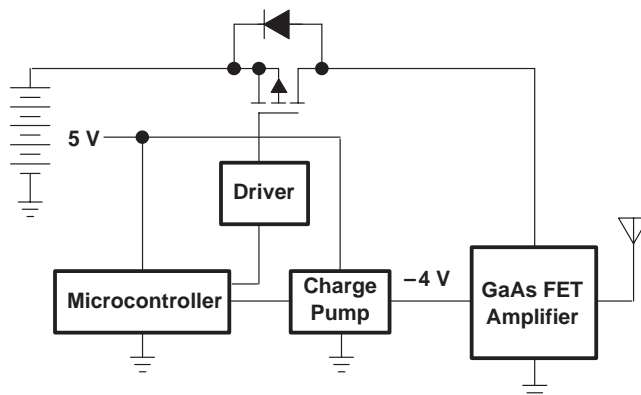 5 V
Driver
Microcontroller
Charge
Pump
–4 V
GaAs FET
Amplifier